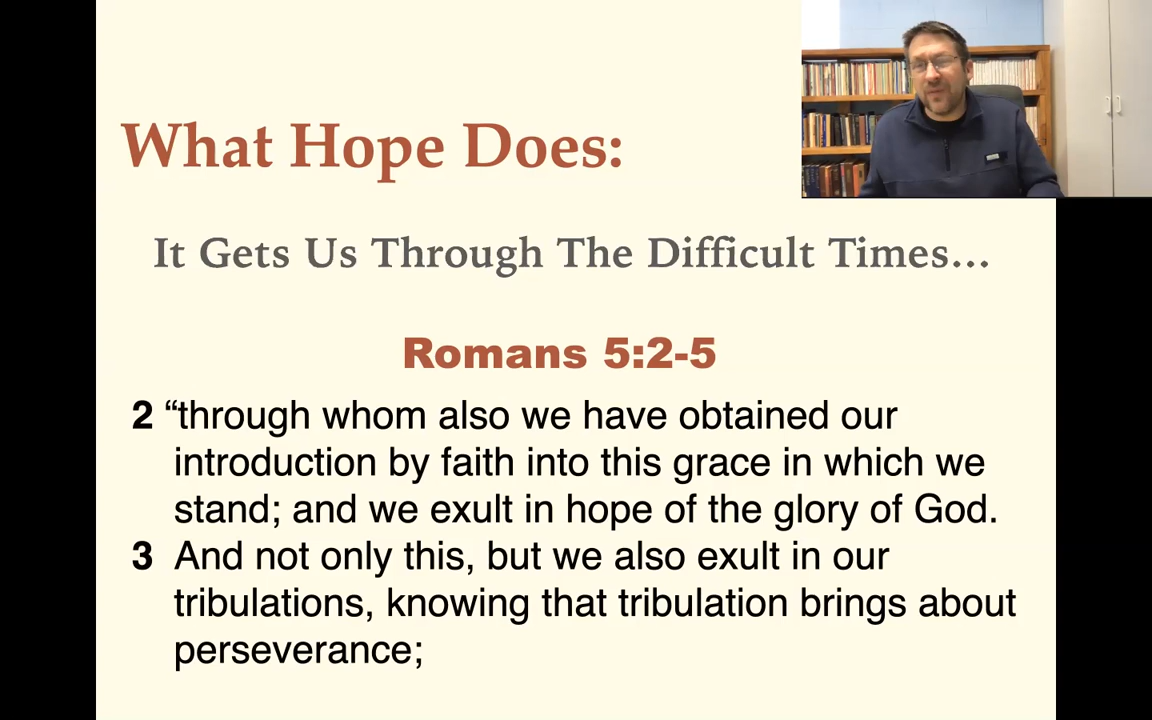 What Hope Does:
It Gets Us Through The Difficult Times...
Romans 5:2-5
2 “through whom also we have obtained our
introduction by faith into this grace in which we
stand; and we exult in hope of the glory of God.
3 And not only this, but we also exult in our
tribulations, knowing that tribulation brings about
perseverance;